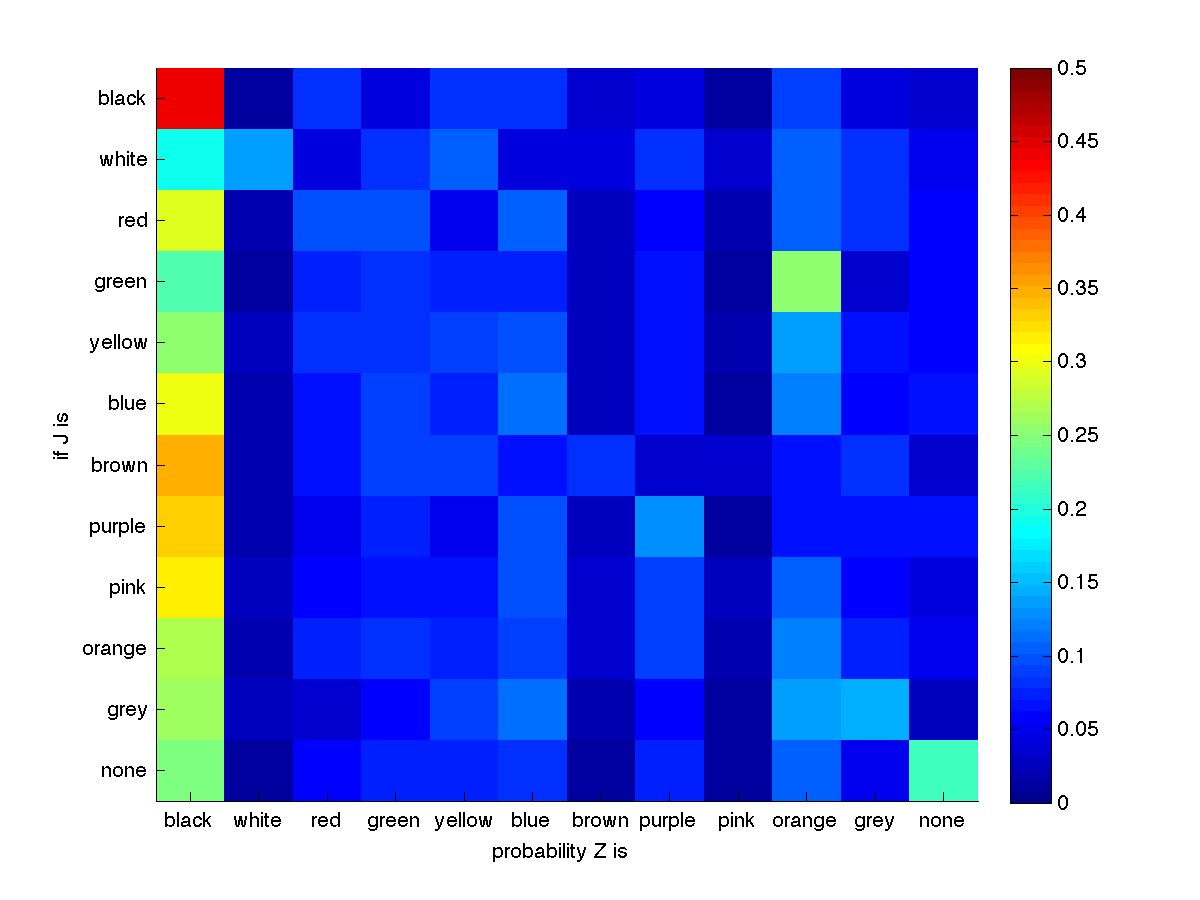 black
white
red
green
yellow
blue
brown
purple
pink
orange
grey
none
if J is
black white red green yellow blue brown purple pink orange grey none
probability Z is
0.5
0.45
0.4
0.35
0.3
0.25
0.2
0.15
0.1
0.05
0